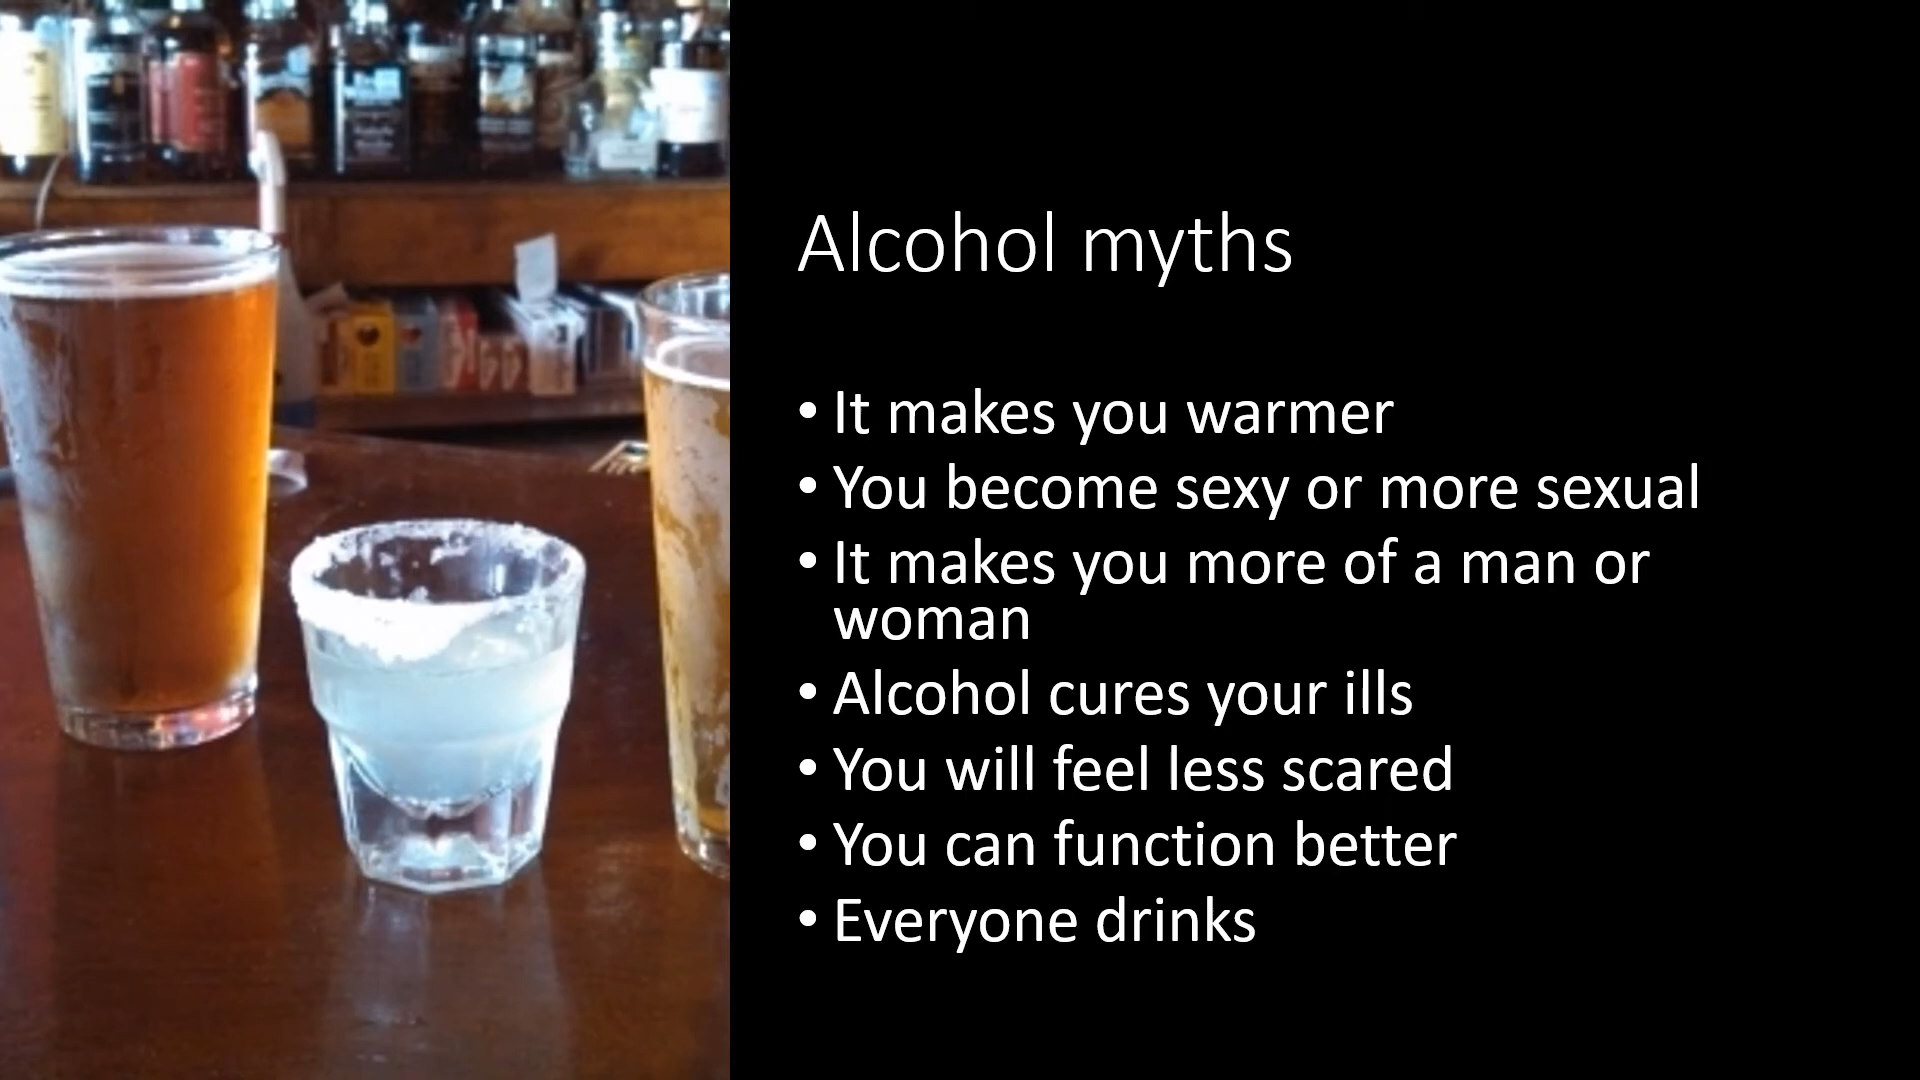 Alcohol myths
• It makes you warmer
• You become sexy or more sexual
• It makes you more of a man or
woman
• Alcohol cures your ills
• You will feel less scared
• You can function better
• Everyone drinks